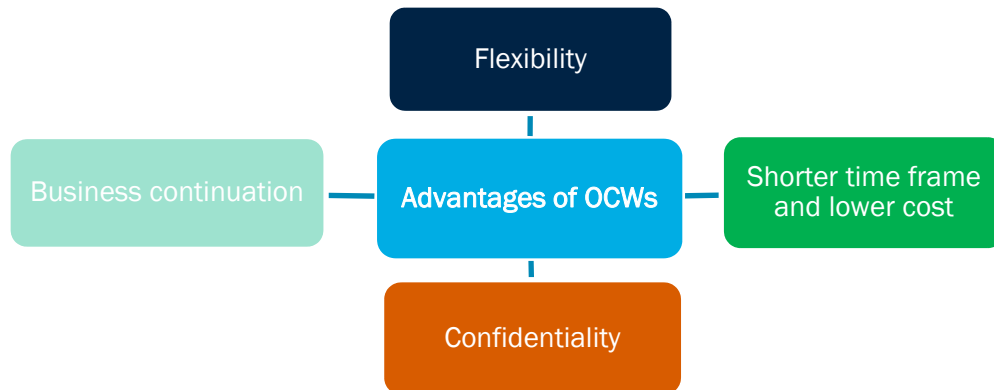 Flexibility
Business continuation
Advantages of OCWs
Shorter time frame
and lower cost
Confidentiality